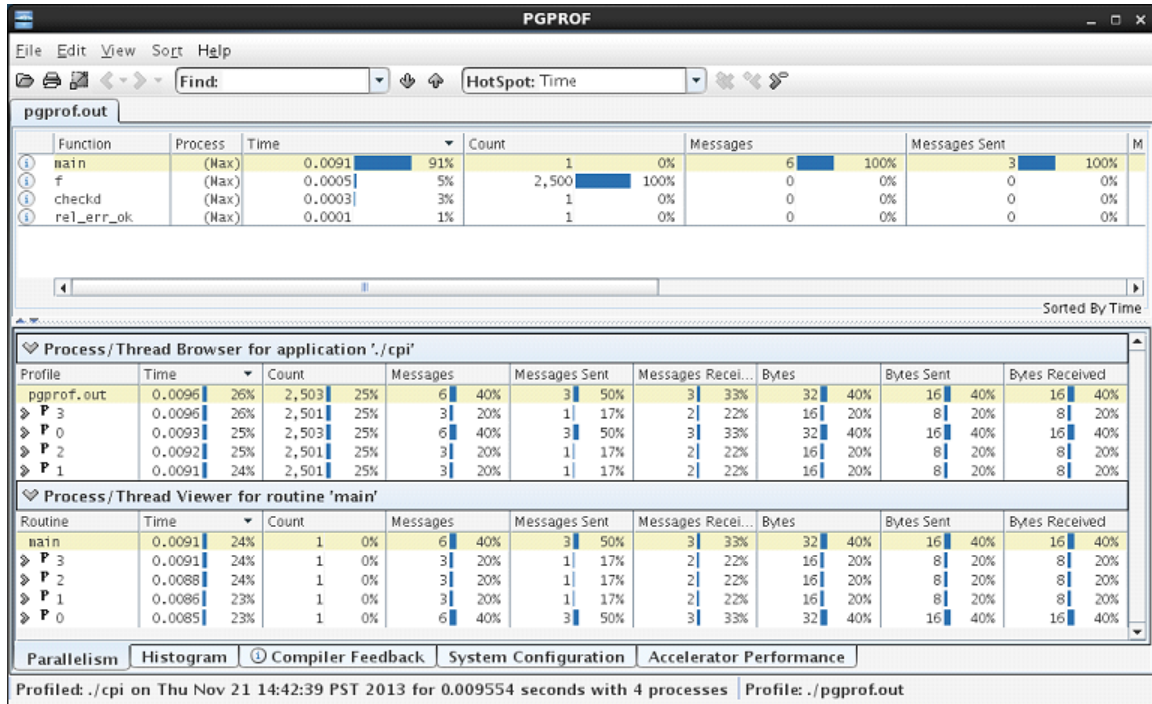 PGPROF
File Edit View Sort Help
Find: HotSpot: Time
pgprof.out
Function Process Time Count Messages Messages Sent M
main (Max) 0.0091 91% 1 0% 6 100% 3 100%
f (Max) 0.0005 5% 2,500 100% 0 0% 0 0%
checkd (Max) 0.0003 3% 1 0% 0 0% 0 0%
rel_err_ok (Max) 0.0001 1% 1 0% 0 0% 0 0%
Sorted By Time
Process/Thread Browser for application './cpi'
Profile Time Count Messages Messages Sent Messages Recei... Bytes Bytes Sent Bytes Received
pgprof.out 0.0096 26% 2,503 25% 6 40% 3 50% 3 33% 32 40% 16 40% 16 40%
P 3 0.0096 26% 2,501 25% 3 20% 1 17% 2 22% 16 20% 8 20% 8 20%
P 0 0.0093 25% 2,503 25% 6 40% 3 50% 3 33% 32 40% 16 40% 16 40%
P 2 0.0092 25% 2,501 25% 3 20% 1 17% 2 22% 16 20% 8 20% 8 20%
P 1 0.0091 24% 2,501 25% 3 20% 1 17% 2 22% 16 20% 8 20% 8 20%
Process/Thread Viewer for routine 'main'
Routine Time Count Messages Messages Sent Messages Recei... Bytes Bytes Sent Bytes Received
main 0.0091 24% 1 0% 6 40% 3 50% 3 33% 32 40% 16 40% 16 40%
P 3 0.0091 24% 1 0% 3 20% 1 17% 2 22% 16 20% 8 20% 8 20%
P 2 0.0088 24% 1 0% 3 20% 1 17% 2 22% 16 20% 8 20% 8 20%
P 1 0.0086 23% 1 0% 3 20% 1 17% 2 22% 16 20% 8 20% 8 20%
P 0 0.0085 23% 1 0% 6 40% 3 50% 3 33% 32 40% 16 40% 16 40%
Parallelism Histogram Compiler Feedback System Configuration Accelerator Performance
Profiled: ./cpi on Thu Nov 21 14:42:39 PST 2013 for 0.009554 seconds with 4 processes Profile: ./pgprof.out